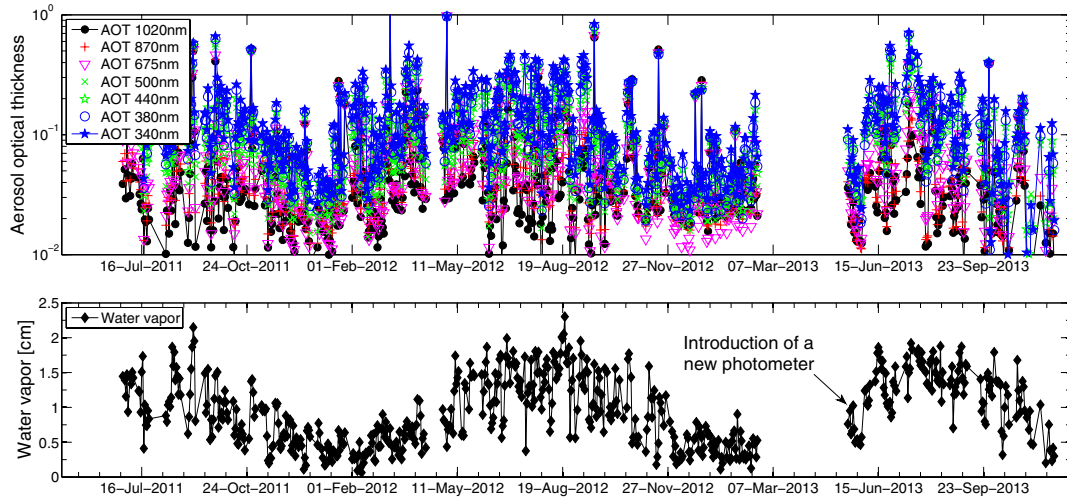 10⁰
10⁻¹
10⁻²
Aerosol optical thickness
AOT 1020nm
AOT 870nm
AOT 675nm
AOT 500nm
AOT 440nm
AOT 380nm
AOT 340nm
16−Jul−2011 24−Oct−2011 01−Feb−2012 11−May−2012 19−Aug−2012 27−Nov−2012 07−Mar−2013 15−Jun−2013 23−Sep−2013
2.5
2
1.5
1
0.5
0
Water vapor [cm]
Water vapor
Introduction of a
new photometer
16−Jul−2011 24−Oct−2011 01−Feb−2012 11−May−2012 19−Aug−2012 27−Nov−2012 07−Mar−2013 15−Jun−2013 23−Sep−2013